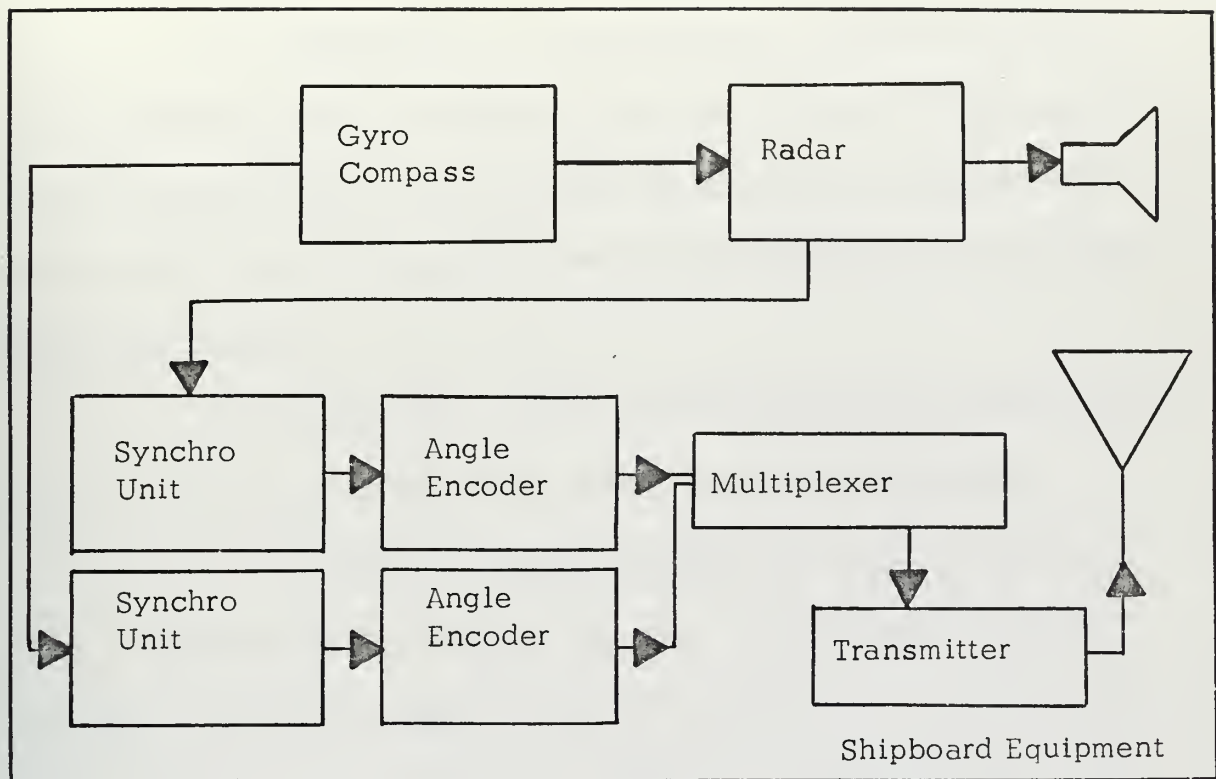 Gyro
Compass
Radar
Synchro
Unit
Angle
Encoder
Multiplexer
Synchro
Unit
Angle
Encoder
Transmitter
Shipboard Equipment